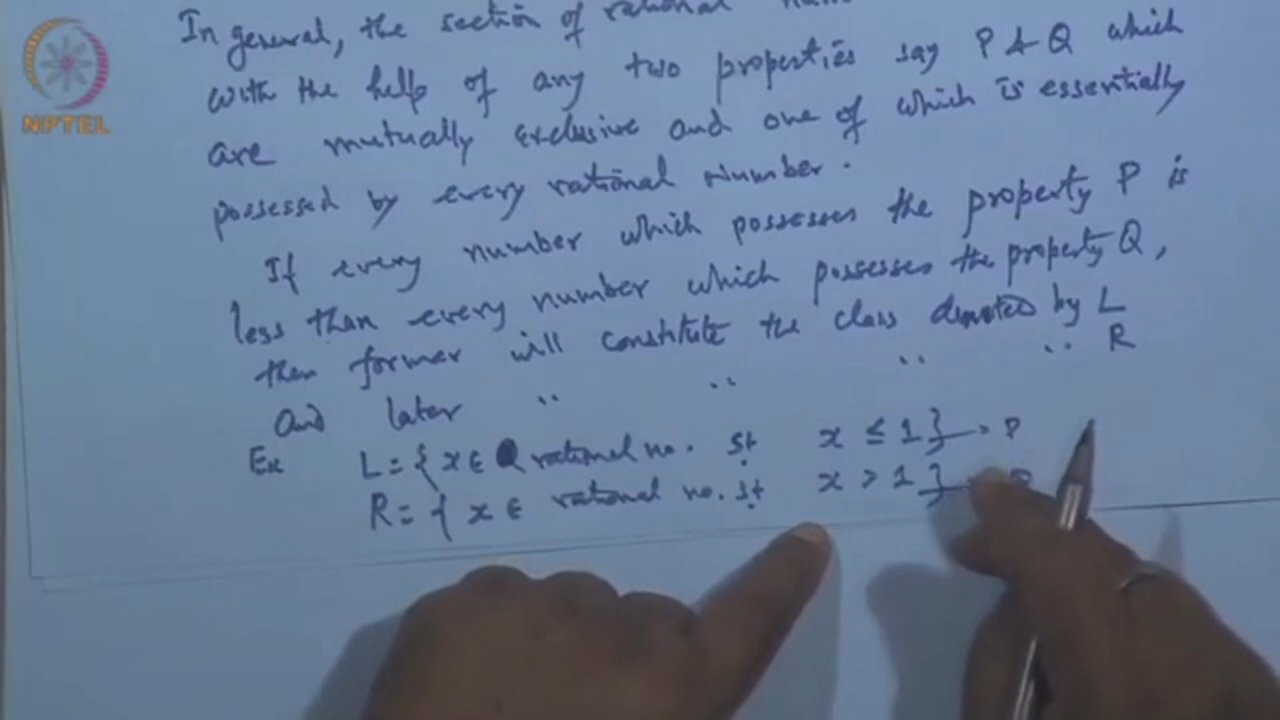 NPTEL
In general, the section of rational
with the help of any two properties say P & Q which
are mutually exclusive and one of which is essentially
possessed by every rational number.
If every number which possesses the property P is
less than every number which possesses the property Q,
then former will constitute the class denoted by L
And later " " " " R
Ex L = { x ∈ rational no. st x ≤ 1 } → P
R = { x ∈ rational no. st x > 1 }